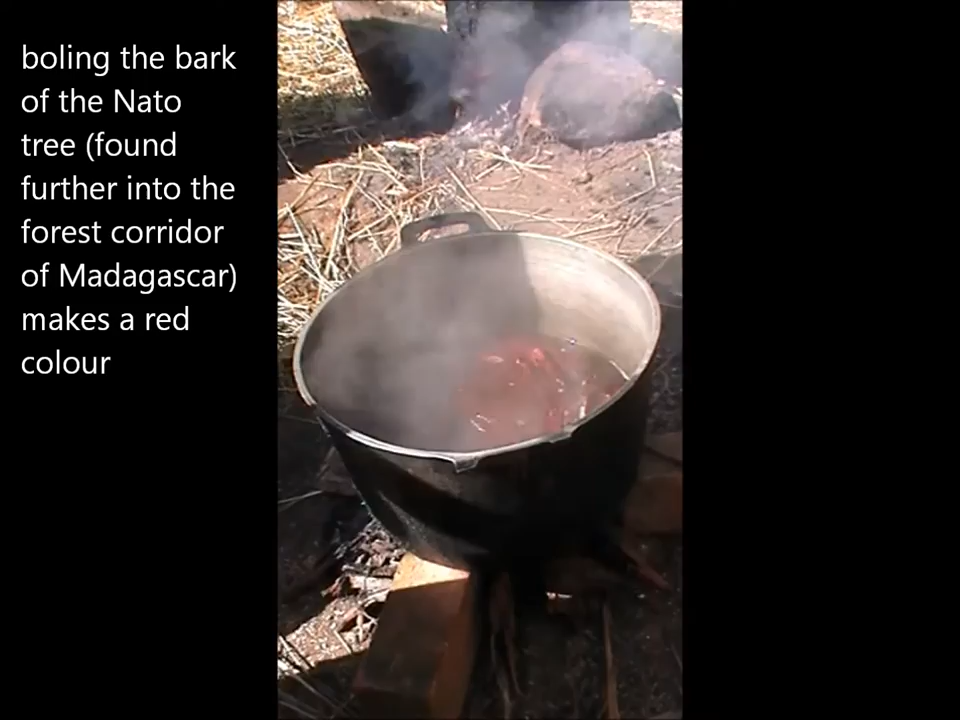 boling the bark
of the Nato
tree (found
further into the
forest corridor
of Madagascar)
makes a red
colour